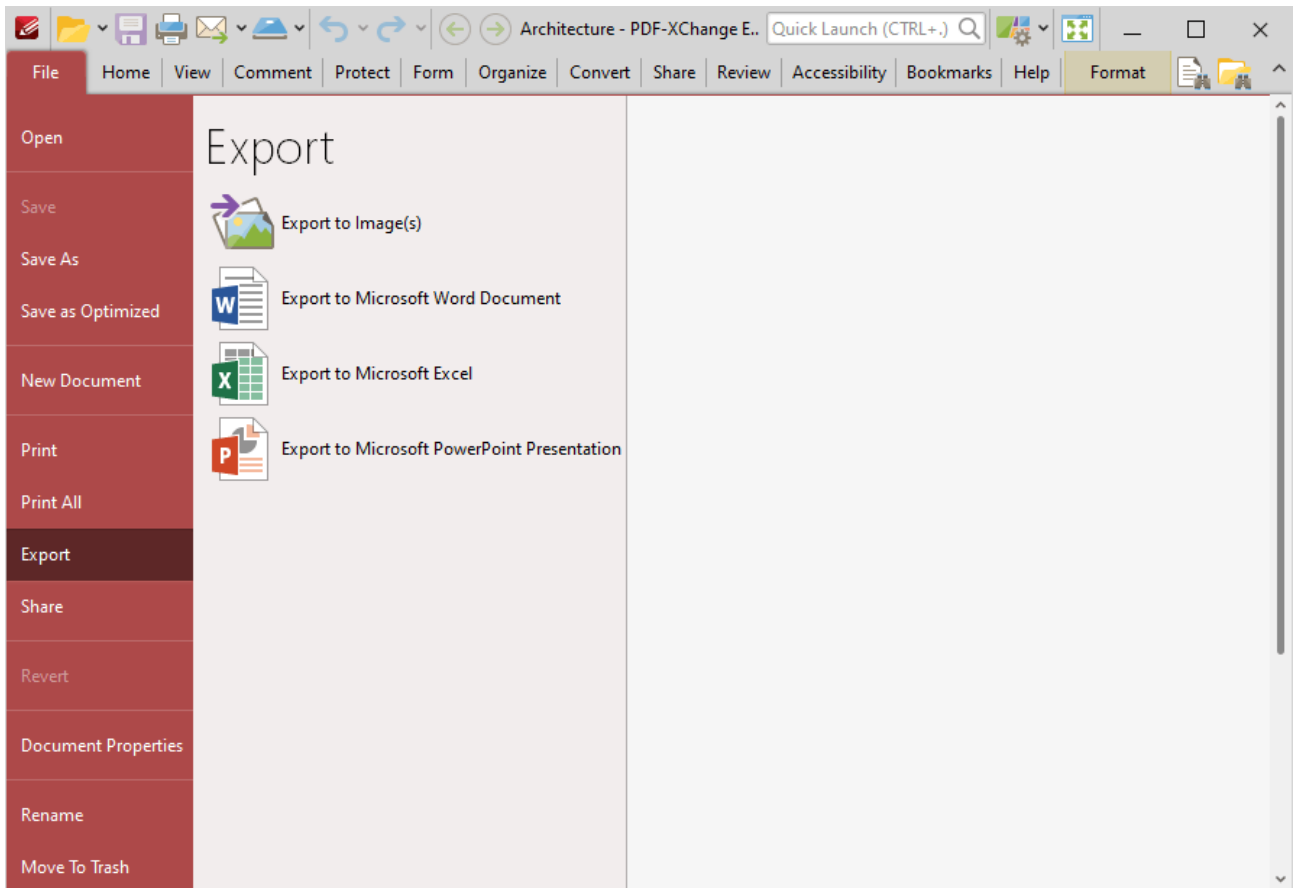 Architecture - PDF-XChange E.. Quick Launch (CTRL+.)
File Home View Comment Protect Form Organize Convert Share Review Accessibility Bookmarks Help Format
Open
Save
Save As
Save as Optimized
New Document
Print
Print All
Export
Share
Revert
Document Properties
Rename
Move To Trash
Export
Export to Image(s)
W
Export to Microsoft Word Document
X
Export to Microsoft Excel
P
Export to Microsoft PowerPoint Presentation